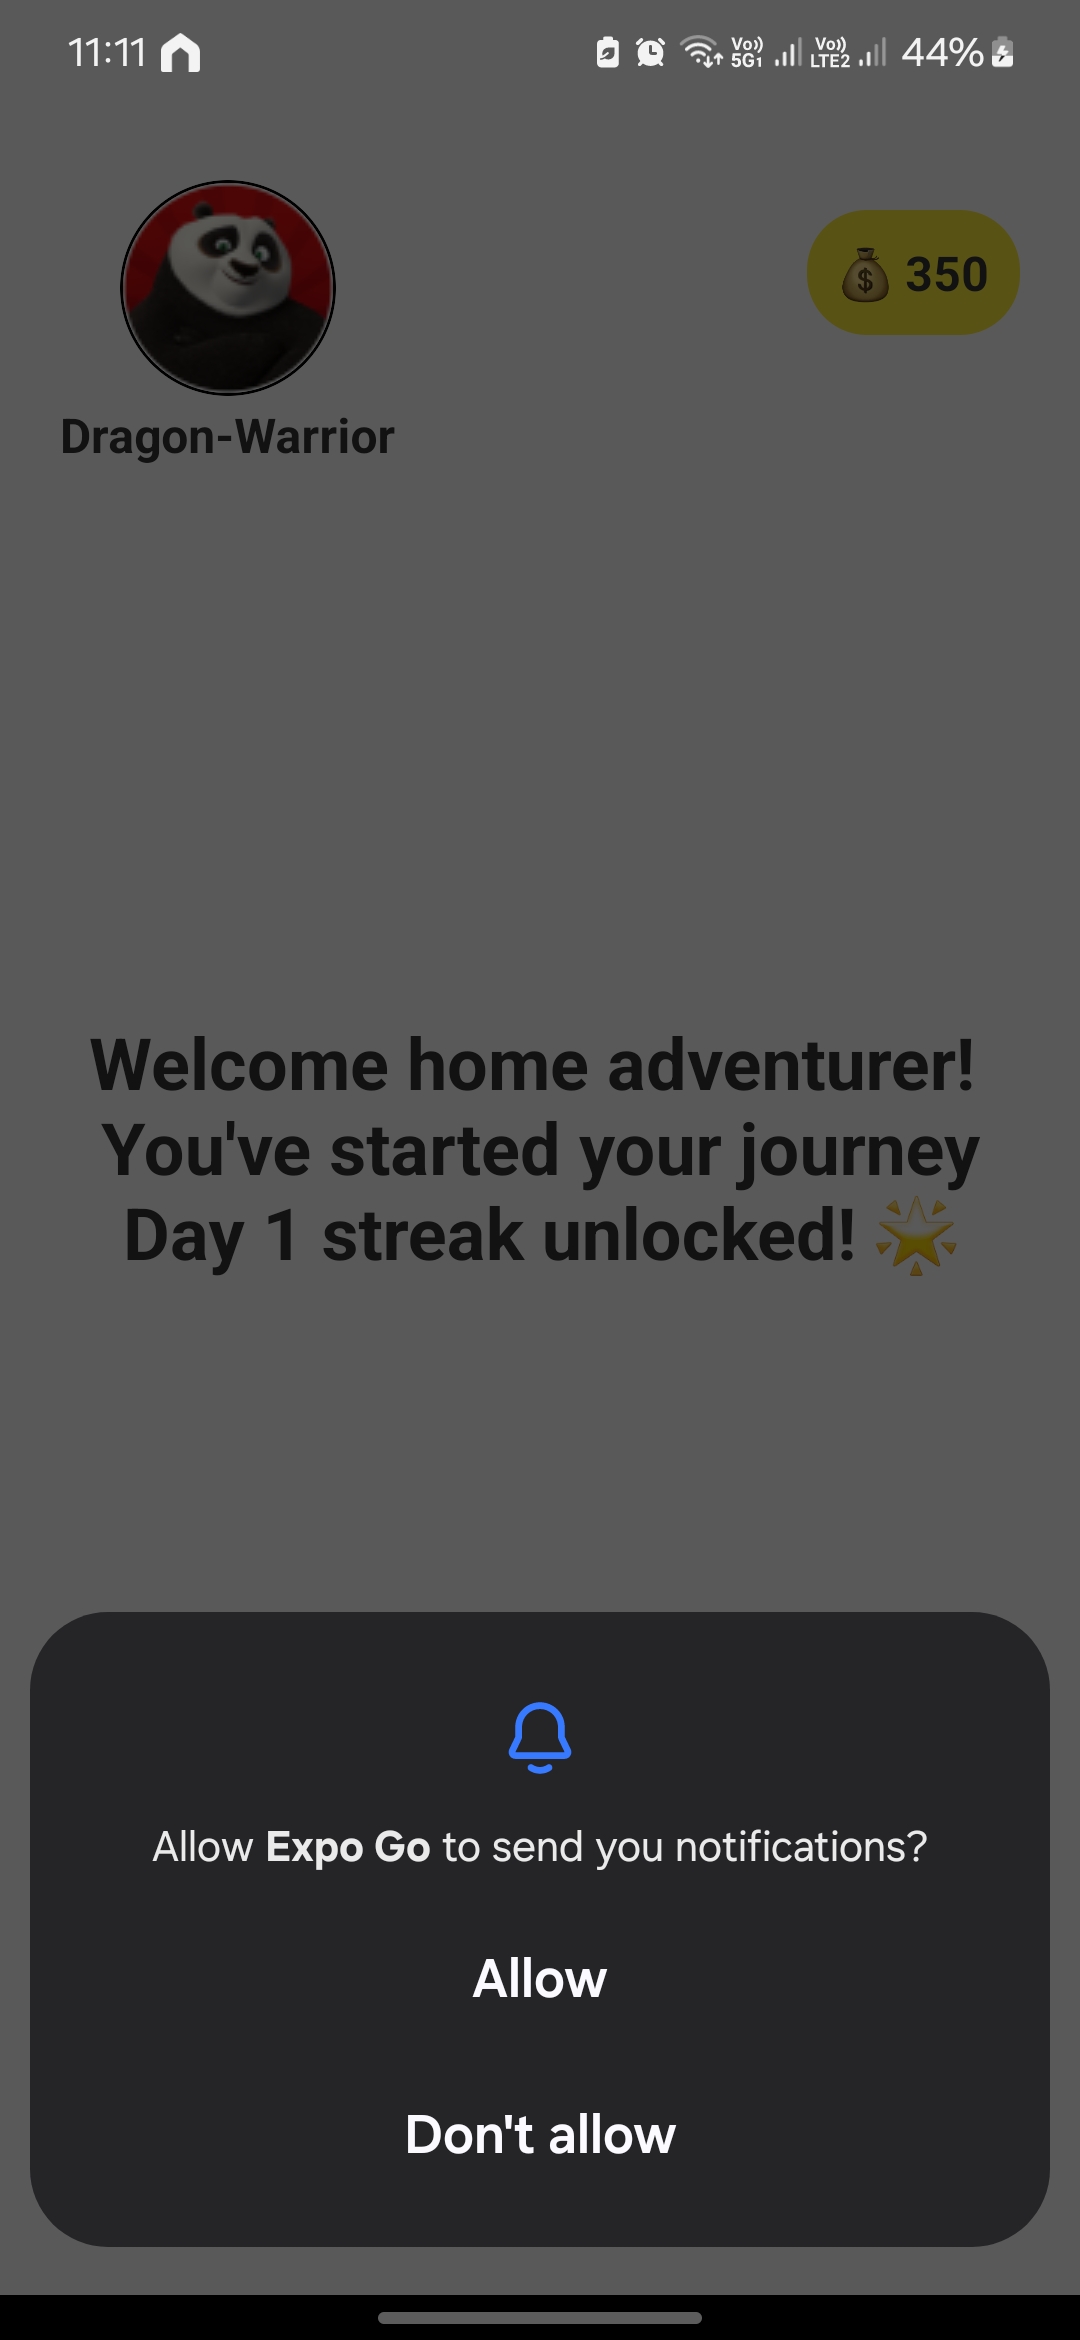 11:11
Vo)) 5G1 Vo)) LTE2 44%
$ 350
Dragon-Warrior
Welcome home adventurer!
You've started your journey
Day 1 streak unlocked! 🌟
Allow Expo Go to send you notifications?
Allow
Don't allow